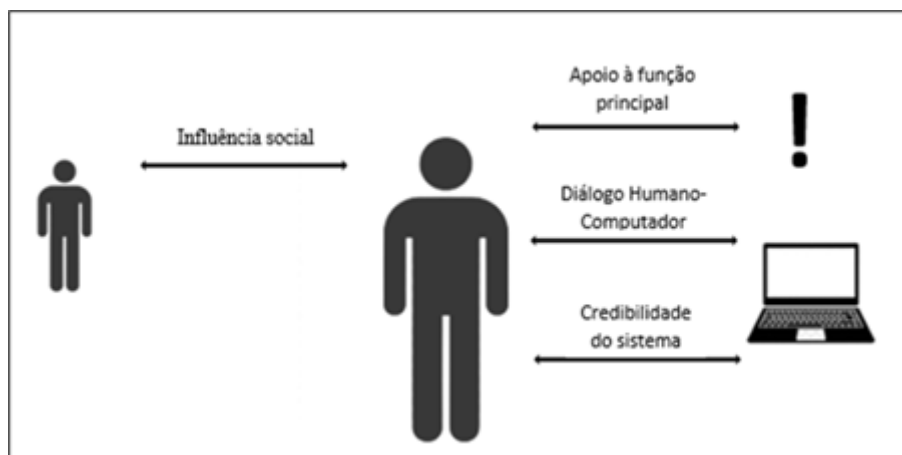 Influência social
Apoio à função
principal
Diálogo Humano-
Computador
Credibilidade
do sistema